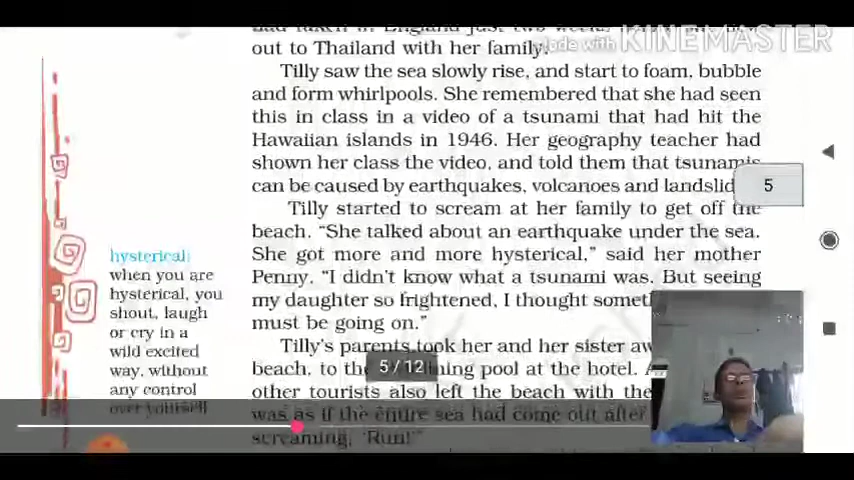 out to Thailand with her family.
Made with KINEMASTER
Tilly saw the sea slowly rise, and start to foam, bubble
and form whirlpools. She remembered that she had seen
this in class in a video of a tsunami that had hit the
Hawaiian islands in 1946. Her geography teacher had
shown her class the video, and told them that tsunamis
can be caused by earthquakes, volcanoes and
5
Tilly started to scream at her family to get off the
beach. “She talked about an earthquake under the sea.
She got more and more hysterical,” said her mother
Penny. “I didn't know what a tsunami was. But seeing
my daughter so frightened, I thought
must be going on.”
hysterical:
when you are
hysterical, you
shout, laugh
or cry in a
wild excited
way, without
any control
over yourself
Tilly's parents took her and her sister
beach, to pool at the hotel.
5/12
other tourists also left the beach with
was as if the entire sea had come out after
screaming, ‘Run!’”